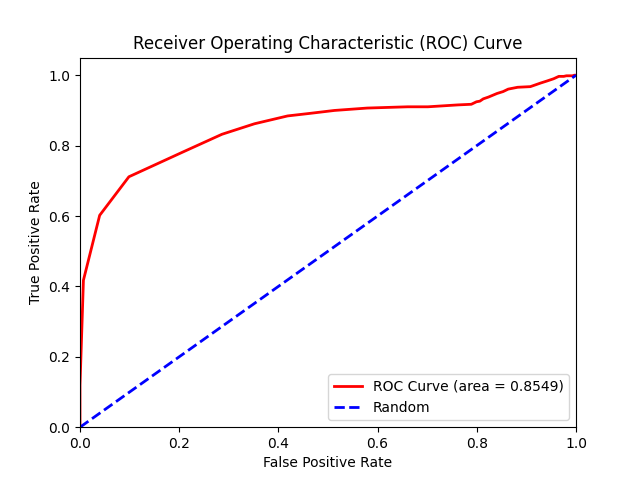 Receiver Operating Characteristic (ROC) Curve
1.0
0.8
0.6
0.4
0.2
0.0
True Positive Rate
ROC Curve (area = 0.8549)
Random
0.0 0.2 0.4 0.6 0.8 1.0
False Positive Rate